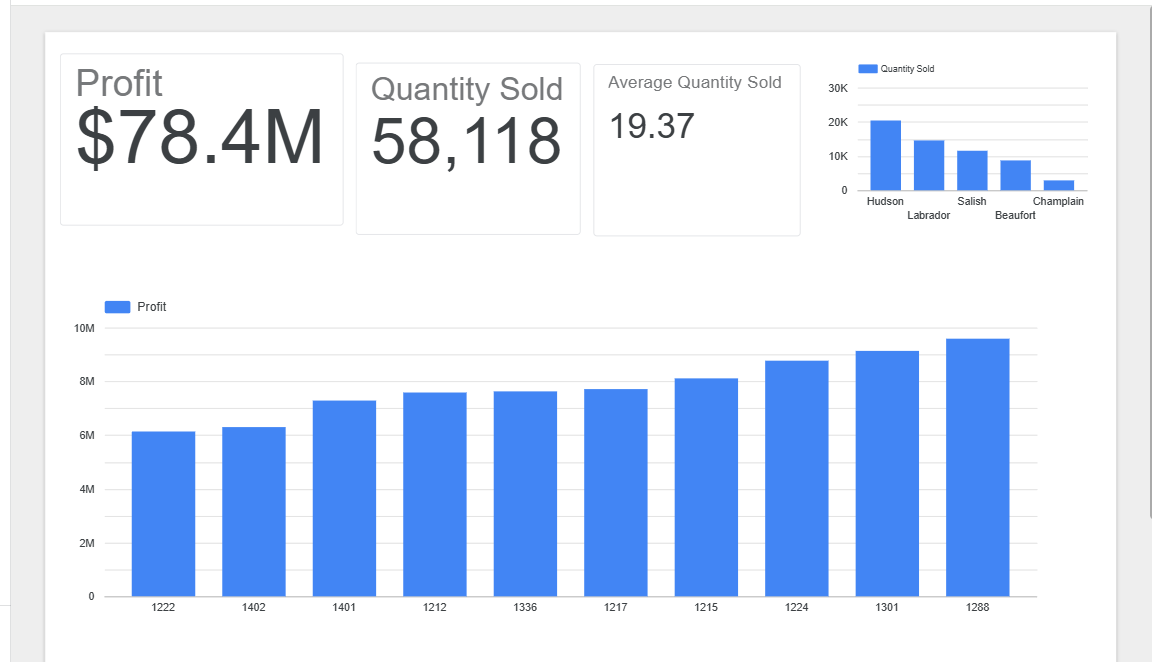 Profit
$78.4M
Quantity Sold
58,118
Average Quantity Sold
19.37
Quantity Sold
30K
20K
10K
0
Hudson
Labrador
Salish
Beaufort
Champlain
Profit
10M
8M
6M
4M
2M
0
1222 1402 1401 1212 1336 1217 1215 1224 1301 1288